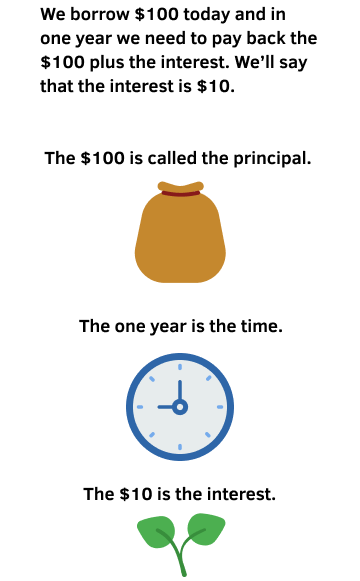 We borrow $100 today and in
one year we need to pay back the
$100 plus the interest. We'll say
that the interest is $10.
The $100 is called the principal.
The one year is the time.
The $10 is the interest.